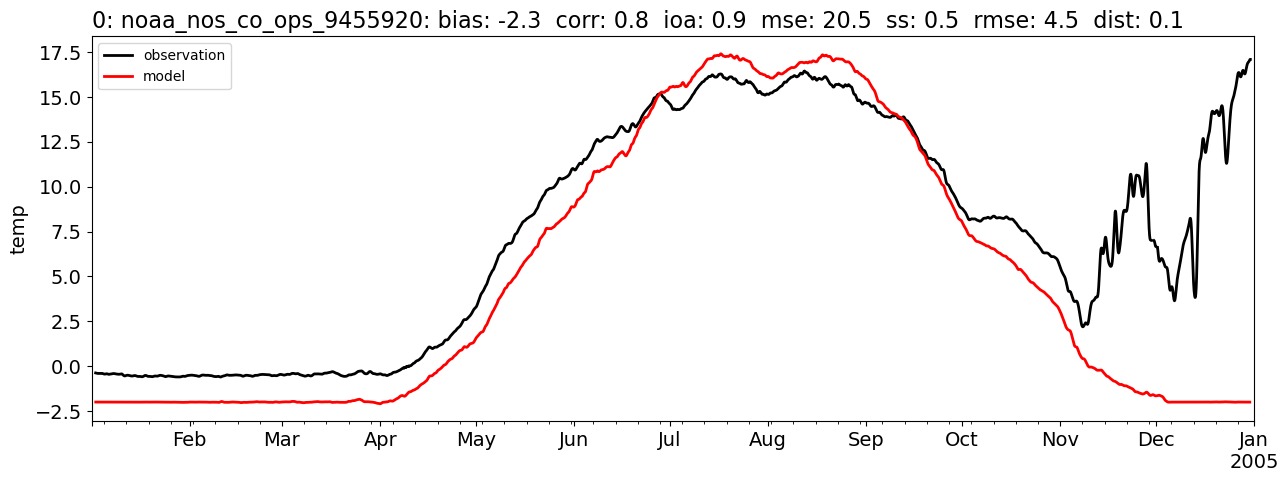 0: noaa_nos_co_ops_9455920: bias: -2.3  corr: 0.8  ioa: 0.9  mse: 20.5  ss: 0.5  rmse: 4.5  dist: 0.1
observation
model
17.5
15.0
12.5
10.0
7.5
5.0
2.5
0.0
−2.5
temp
Feb Mar Apr May Jun Jul Aug Sep Oct Nov Dec Jan
2005